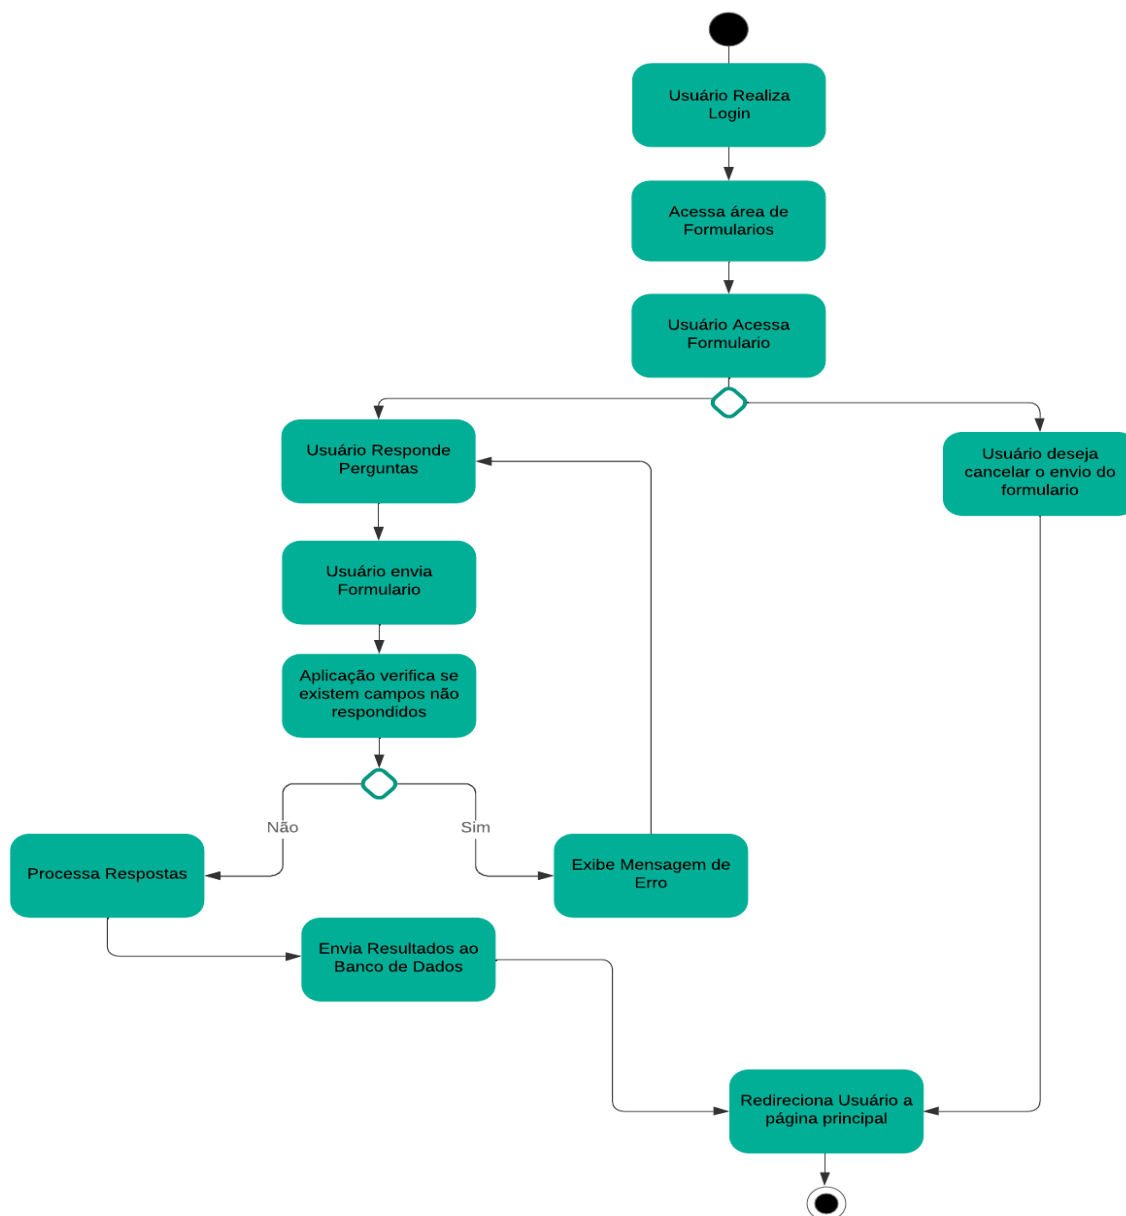 Usuário Realiza
Login
Acessa área de
Formularios
Usuário Acessa
Formulario
Usuário Responde
Perguntas
Usuário deseja
cancelar o envio do
formulario
Usuário envia
Formulario
Aplicação verifica se
existem campos não
respondidos
Não
Sim
Processa Respostas
Exibe Mensagem de
Erro
Envia Resultados ao
Banco de Dados
Redireciona Usuário a
página principal